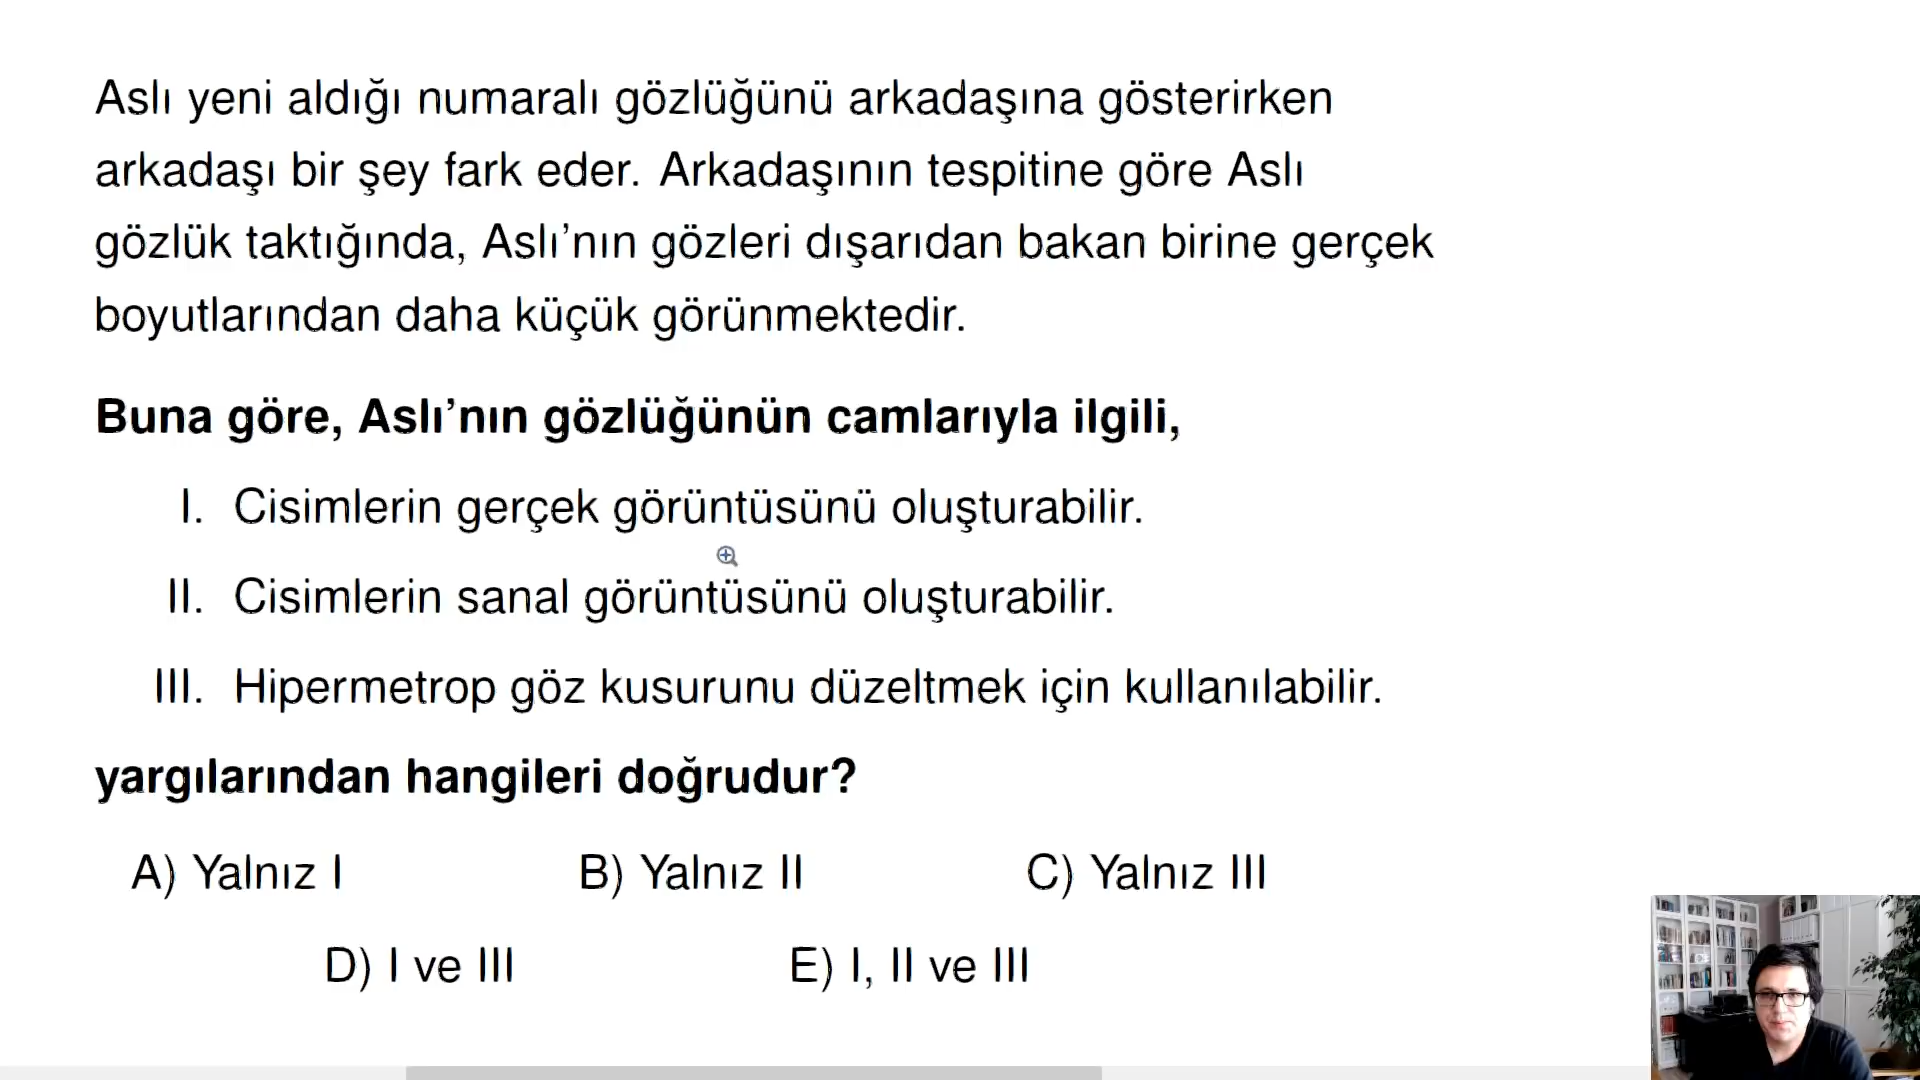 Aslı yeni aldığı numaralı gözlüğünü arkadaşına gösterirken
arkadaşı bir şey fark eder. Arkadaşının tespitine göre Aslı
gözlük taktığında, Aslı’nın gözleri dışarıdan bakan birine gerçek
boyutlarından daha küçük görünmektedir.
Buna göre, Aslı’nın gözlüğünün camlarıyla ilgili,
I. Cisimlerin gerçek görüntüsünü oluşturabilir.
II. Cisimlerin sanal görüntüsünü oluşturabilir.
III. Hipermetrop göz kusurunu düzeltmek için kullanılabilir.
yargılarından hangileri doğrudur?
A) Yalnız I B) Yalnız II C) Yalnız III
D) I ve III E) I, II ve III